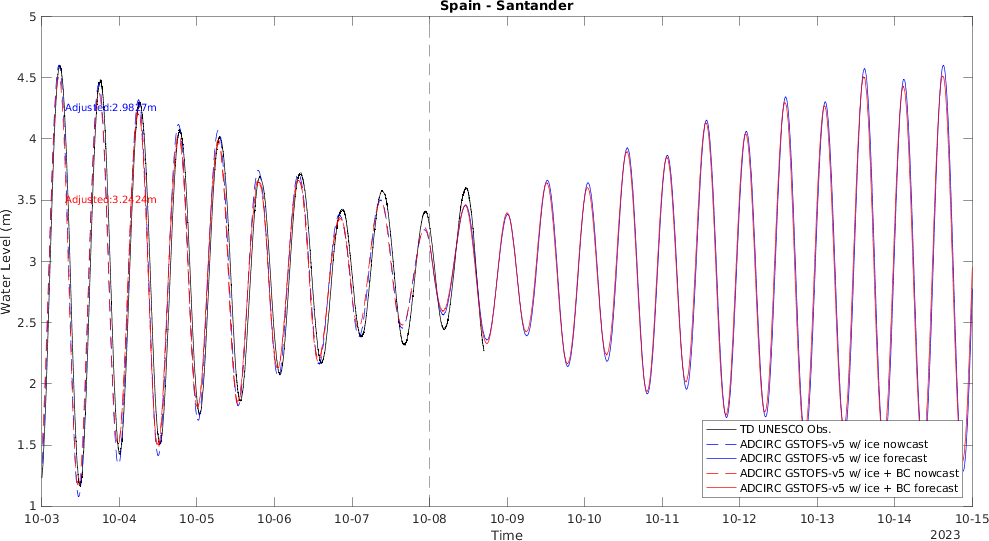 Spain - Santander
5
4.5
4
3.5
3
2.5
2
1.5
1
Water Level (m)
Adjusted:2.9827m
Adjusted:3.2424m
TD UNESCO Obs.
ADCIRC GSTOFS-v5 w/ ice nowcast
ADCIRC GSTOFS-v5 w/ ice forecast
ADCIRC GSTOFS-v5 w/ ice + BC nowcast
ADCIRC GSTOFS-v5 w/ ice + BC forecast
10-03 10-04 10-05 10-06 10-07 10-08 10-09 10-10 10-11 10-12 10-13 10-14 10-15
Time
2023